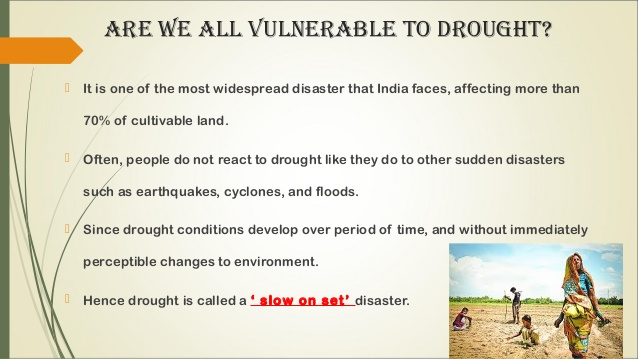 ARE WE ALL VULNERABLE TO DROUGHT?
It is one of the most widespread disaster that India faces, affecting more than
70% of cultivable land.
Often, people do not react to drought like they do to other sudden disasters
such as earthquakes, cyclones, and floods.
Since drought conditions develop over period of time, and without immediately
perceptible changes to environment.
Hence drought is called a ‘ slow on set’ disaster.